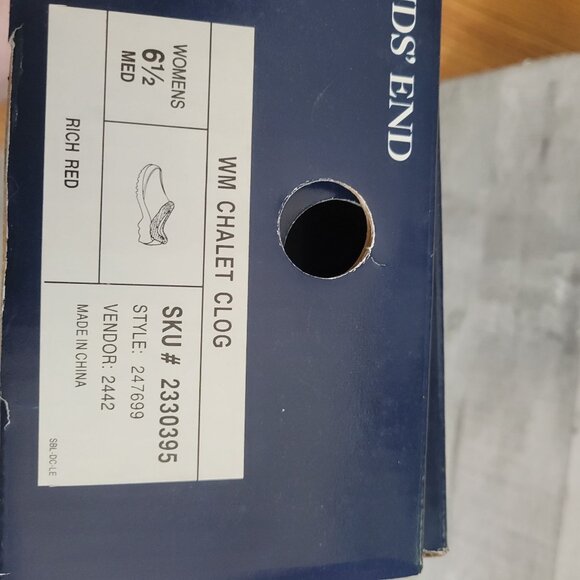 DS' END
WM CHALET CLOG
WOMENS
6½
MED
RICH RED
SKU # 2330395
STYLE: 247699
VENDOR: 2442
MADE IN CHINA
SBL-DC-LE